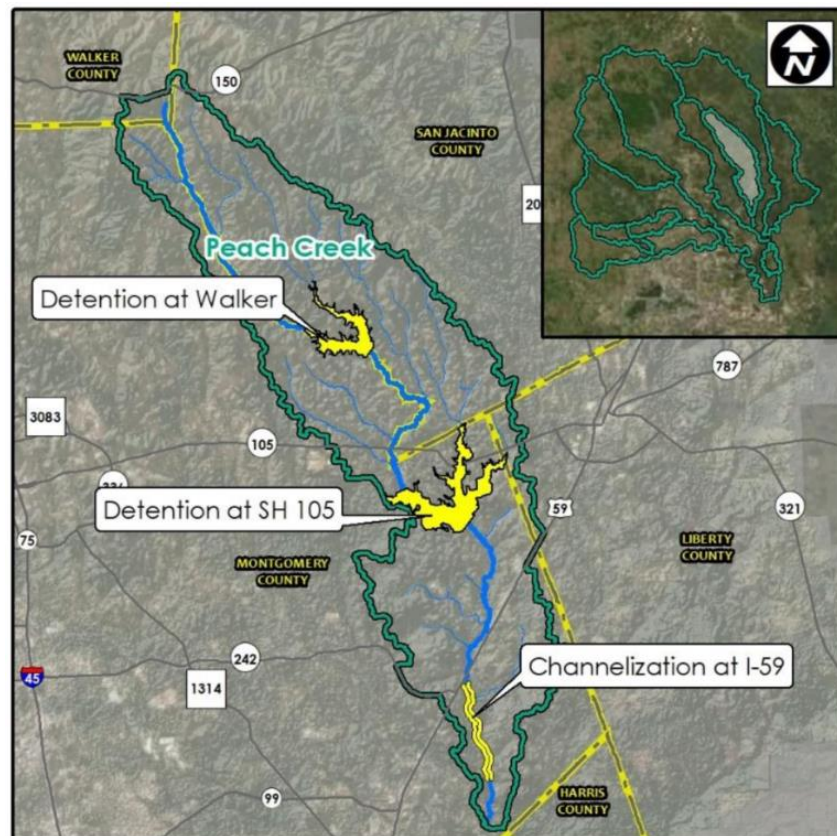 WALKER
COUNTY
150
N
SAN JACINTO
COUNTY
20
Peach Creek
Detention at Walker
787
3083
105
Detention at SH 105
59
321
75
LIBERTY
COUNTY
MONTGOMERY
COUNTY
242
Channelization at I-59
45
1314
99
HARRIS
COUNTY